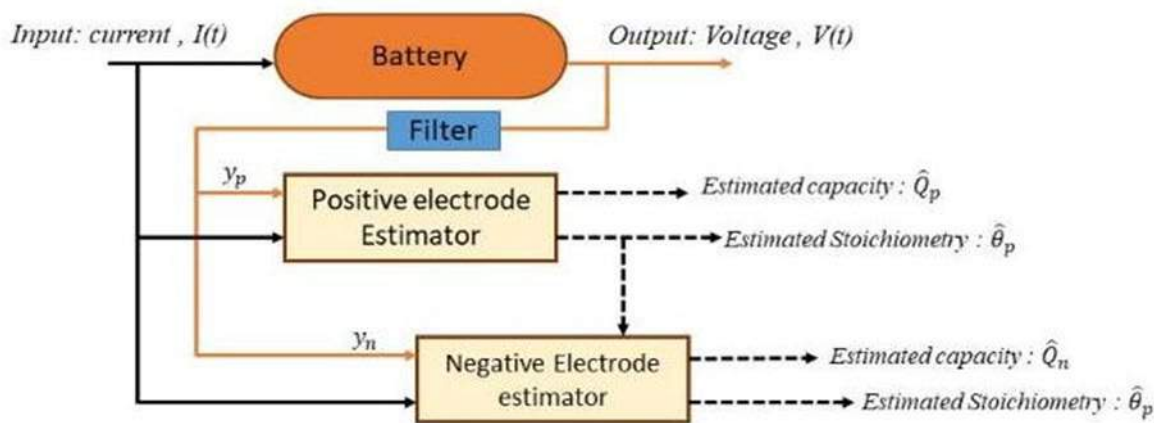 Input: current , I(t)
Battery
Output: Voltage , V(t)
Filter
y_p
Positive electrode
Estimator
Estimated capacity : Q̂_p
Estimated Stoichiometry : θ̂_p
y_n
Negative Electrode
estimator
Estimated capacity : Q̂_n
Estimated Stoichiometry : θ̂_p